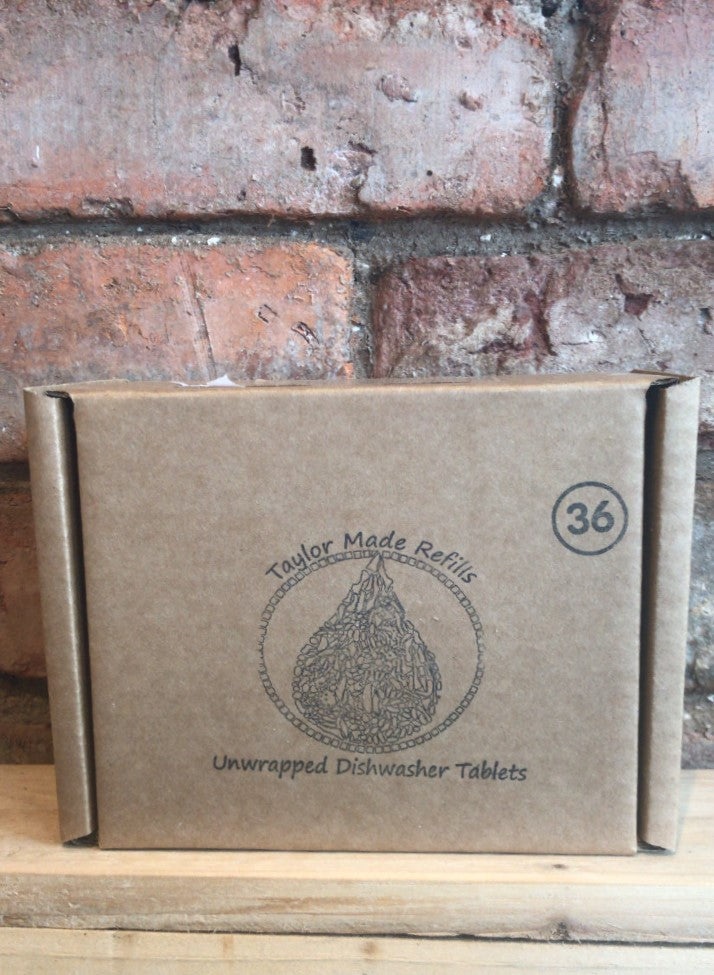 36
Taylor Made Refills
Unwrapped Dishwasher Tablets